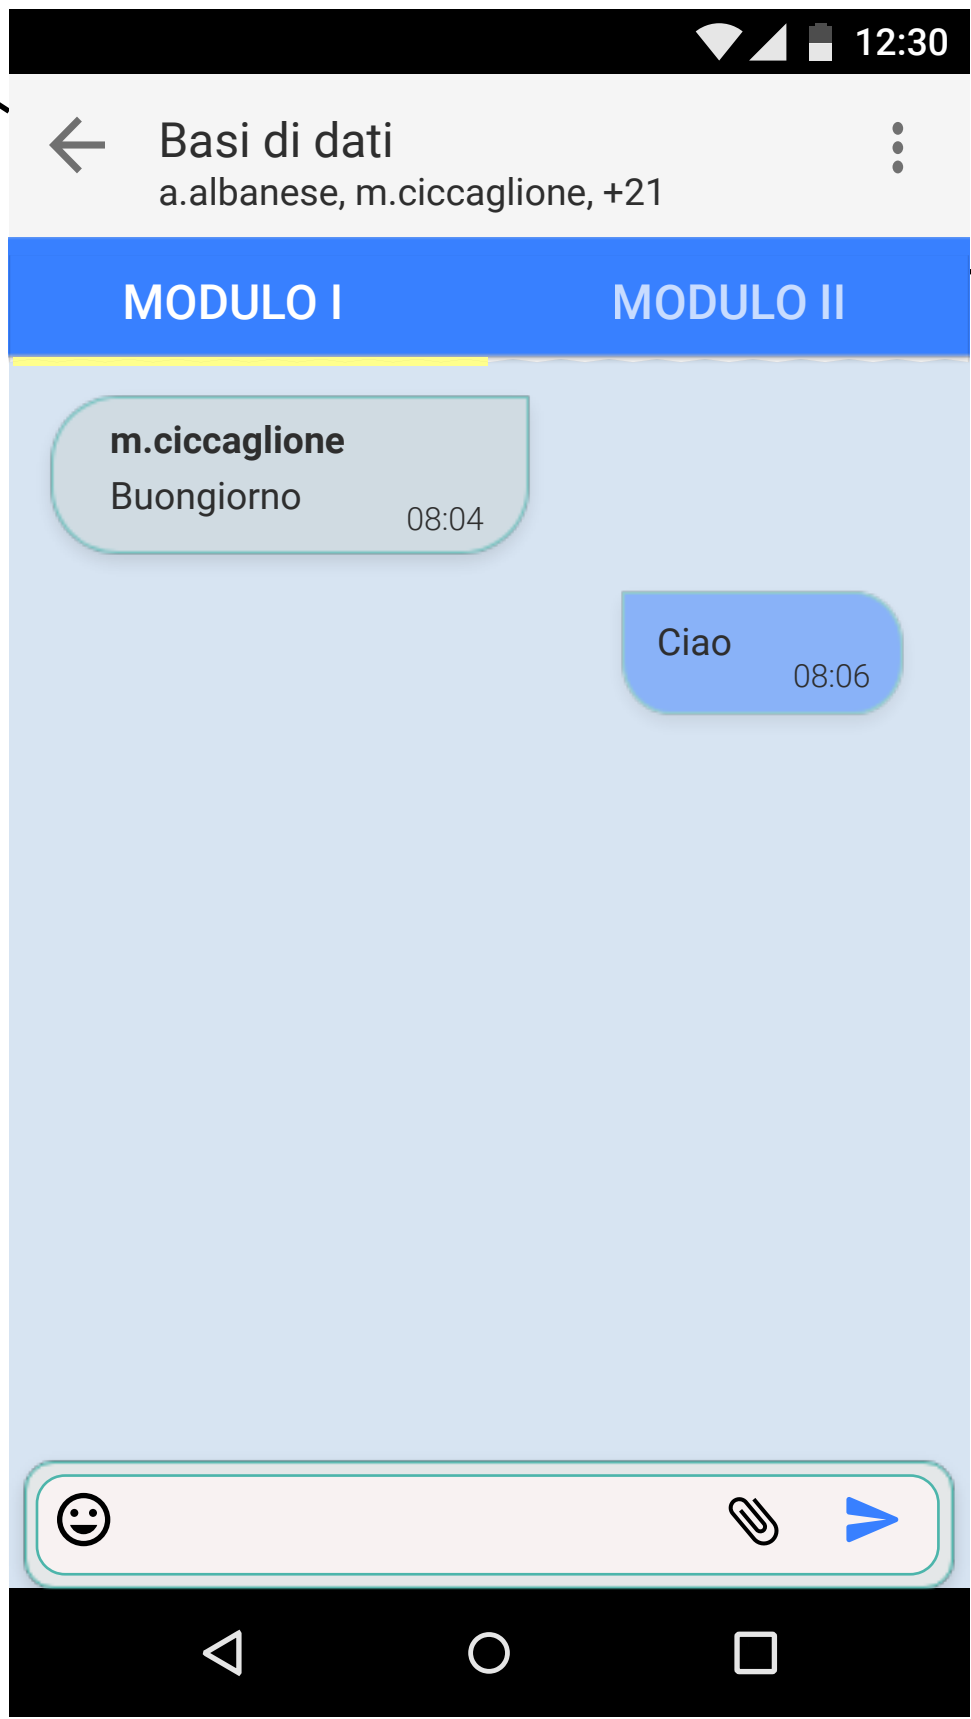 12:30
Basi di dati
a.albanese, m.ciccaglione, +21
MODULO I
MODULO II
m.ciccaglione
Buongiorno
08:04
Ciao
08:06